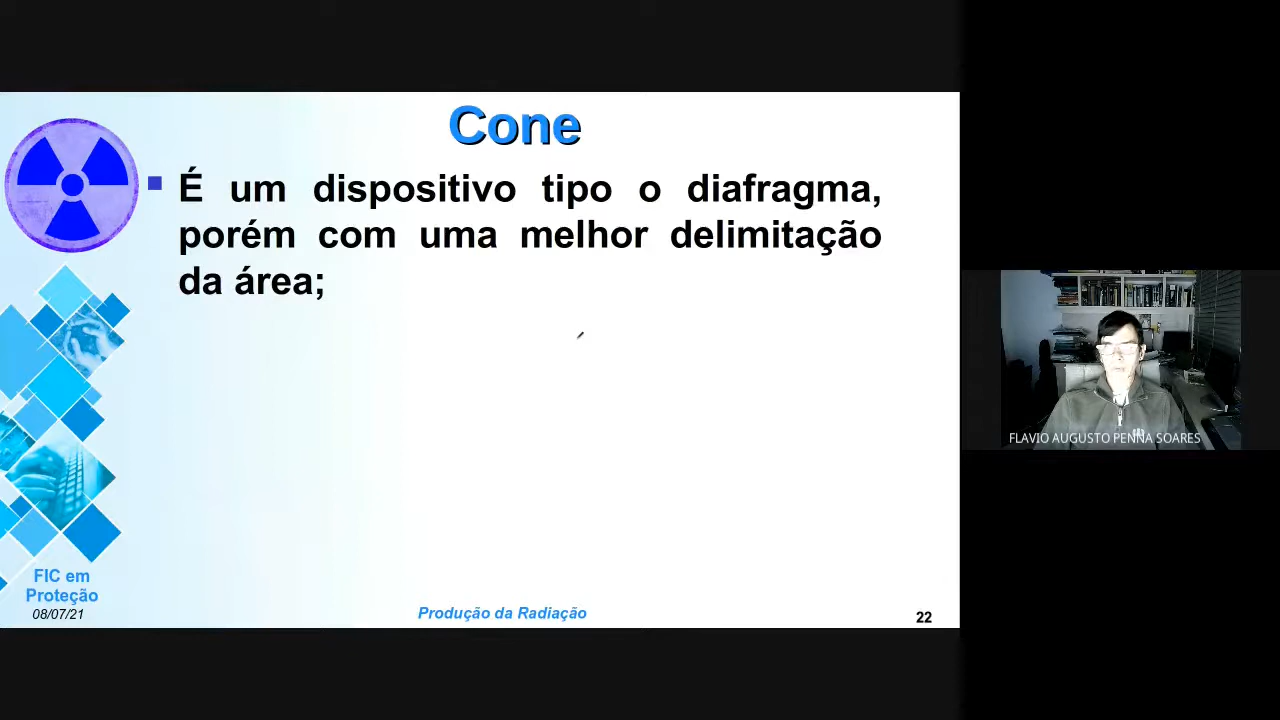 Cone
É um dispositivo tipo o diafragma,
porém com uma melhor delimitação
da área;
FLAVIO AUGUSTO PENNA SOARES
FIC em
Proteção
08/07/21
Produção da Radiação
22